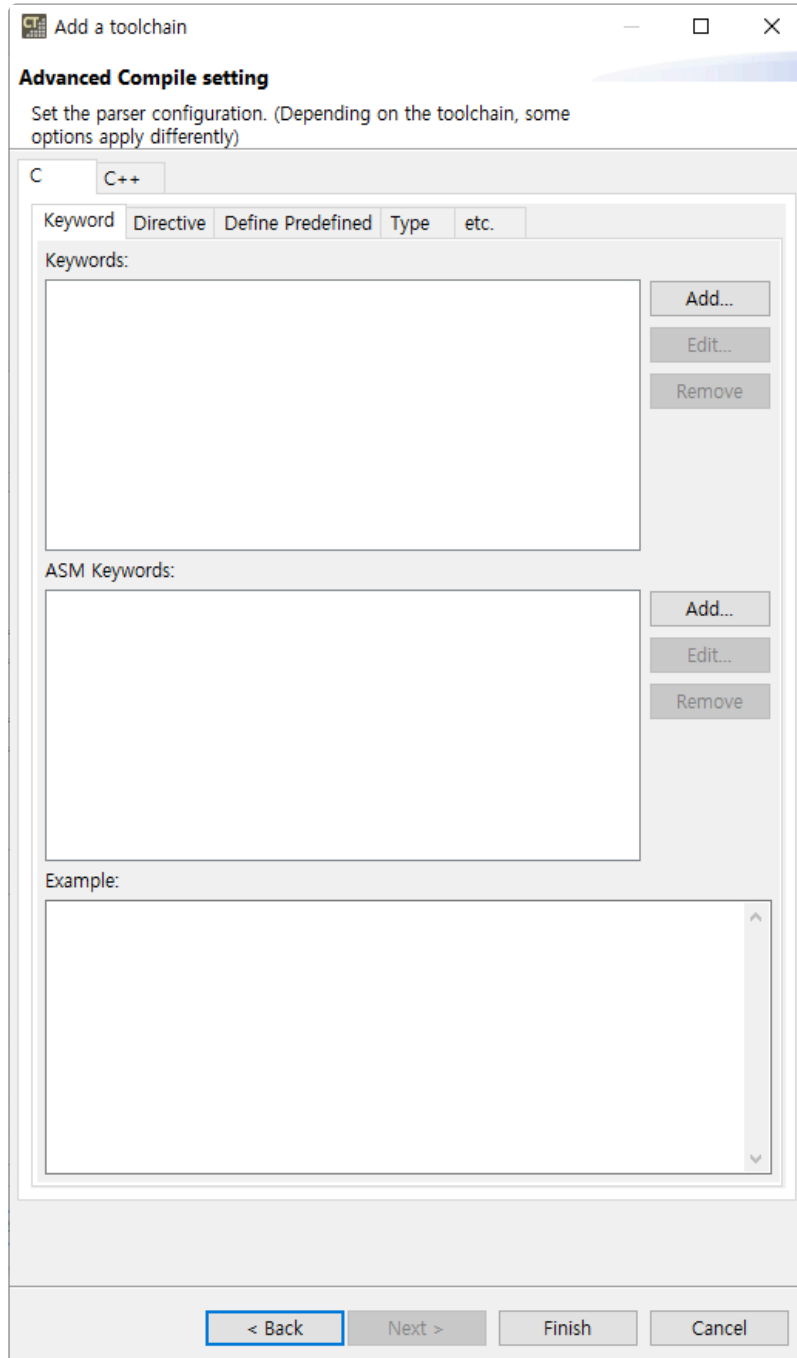 CT
Add a toolchain
Advanced Compile setting
Set the parser configuration. (Depending on the toolchain, some
options apply differently)
C C++
Keyword Directive Define Predefined Type etc.
Keywords:
Add...
Edit...
Remove
ASM Keywords:
Add...
Edit...
Remove
Example:
< Back Next > Finish Cancel